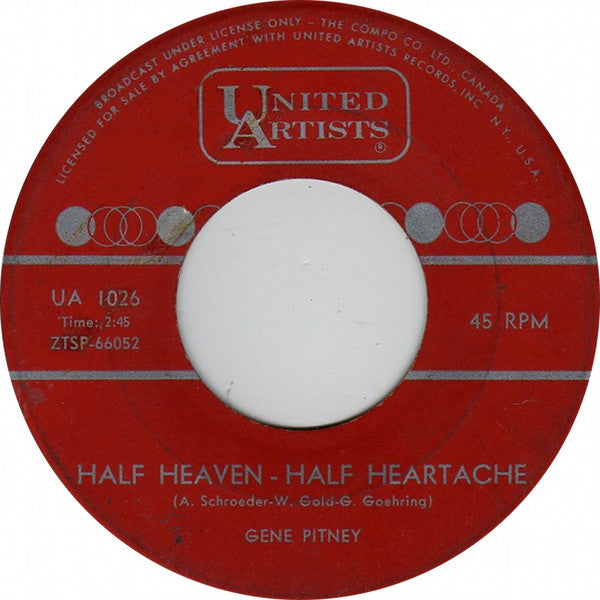 BROADCAST UNDER LICENSE ONLY – THE COMPO CO. LTD., CANADA
LICENSED FOR SALE BY AGREEMENT WITH UNITED ARTISTS RECORDS, INC., N.Y., U.S.A.
UNITED
ARTISTS ®
UA 1026
Time: 2:45
ZTSP-66052
45 RPM
HALF HEAVEN - HALF HEARTACHE
(A. Schroeder-W. Gold-G. Goehring)
GENE PITNEY